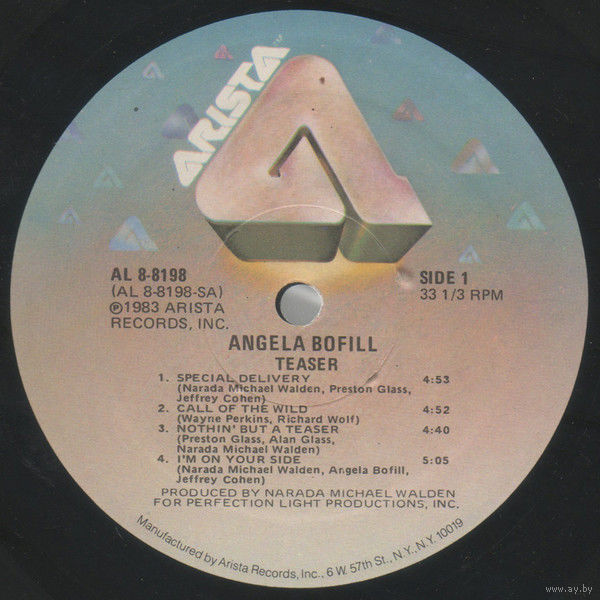 ARISTA
AL 8-8198
(AL 8-8198-SA)
Ⓟ1983 ARISTA
RECORDS, INC.
SIDE 1
33 1/3 RPM
ANGELA BOFILL
TEASER
1. SPECIAL DELIVERY 4:53
(Narada Michael Walden, Preston Glass,
Jeffrey Cohen)
2. CALL OF THE WILD 4:52
(Wayne Perkins, Richard Wolf)
3. NOTHIN' BUT A TEASER 4:40
(Preston Glass, Alan Glass,
Narada Michael Walden)
4. I'M ON YOUR SIDE 5:05
(Narada Michael Walden, Angela Bofill,
Jeffrey Cohen)
PRODUCED BY NARADA MICHAEL WALDEN
FOR PERFECTION LIGHT PRODUCTIONS, INC.
Manufactured by Arista Records, Inc., 6 W. 57th St., N.Y., N.Y. 10019
www.ay.by